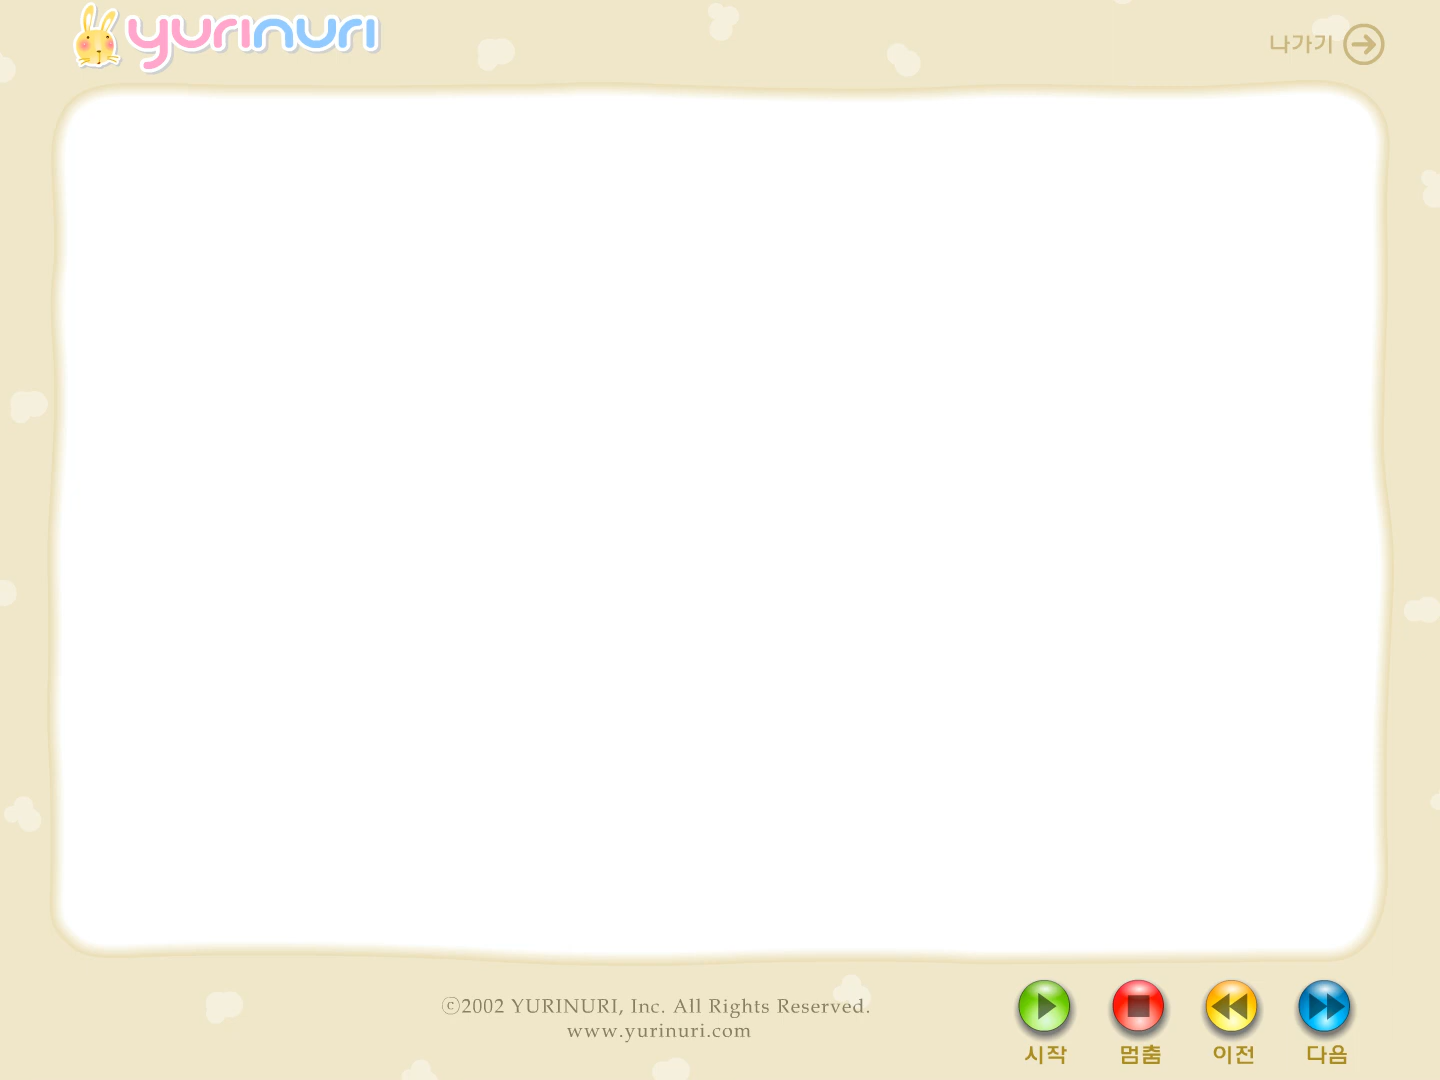 yurinuri
나가기
©2002 YURINURI, Inc. All Rights Reserved.
www.yurinuri.com
시작 멈춤 이전 다음